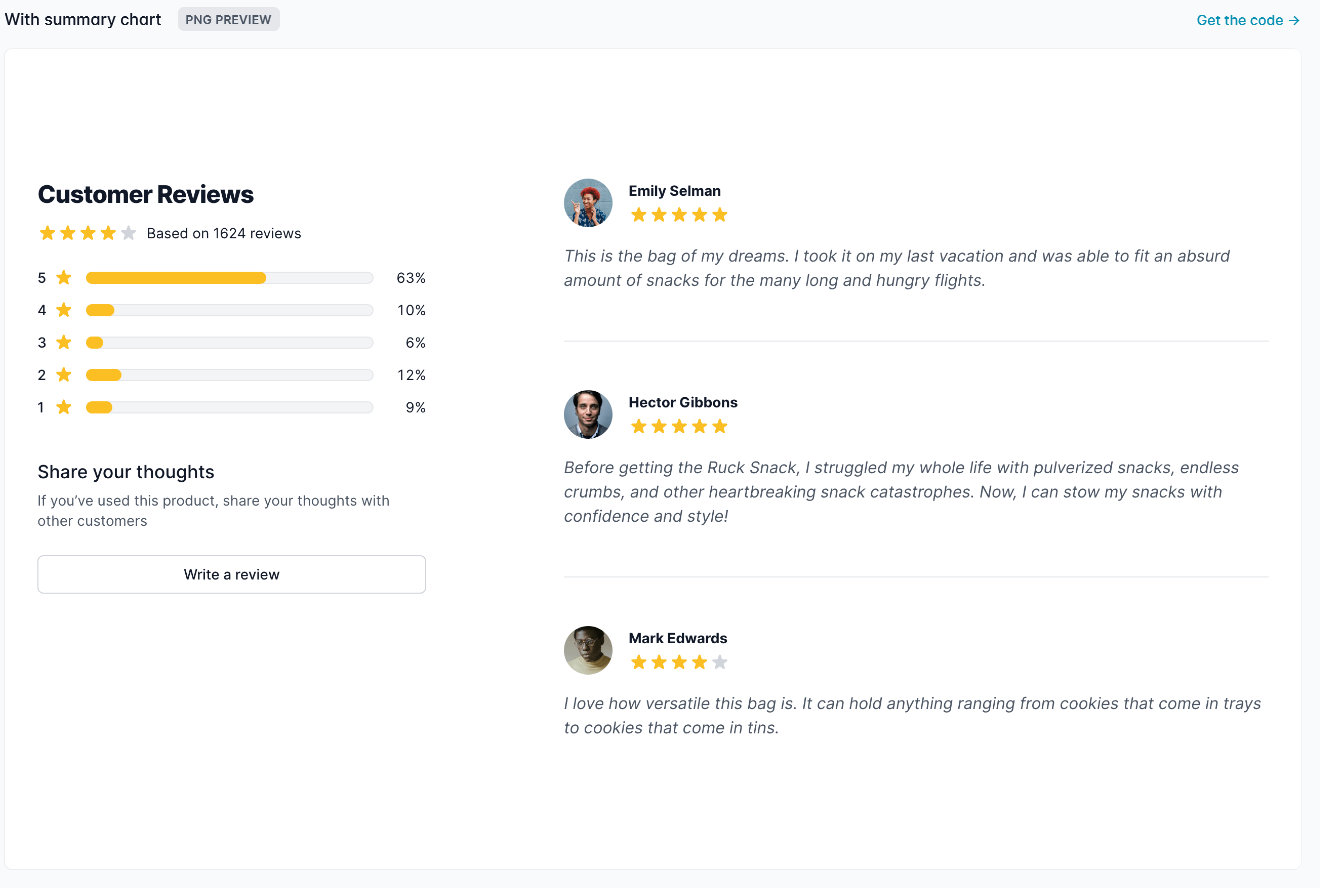 With summary chart
PNG PREVIEW
Get the code →
Customer Reviews
Based on 1624 reviews
5 63%
4 10%
3 6%
2 12%
1 9%
Share your thoughts
If you’ve used this product, share your thoughts with
other customers
Write a review
Emily Selman
This is the bag of my dreams. I took it on my last vacation and was able to fit an absurd
amount of snacks for the many long and hungry flights.
Hector Gibbons
Before getting the Ruck Snack, I struggled my whole life with pulverized snacks, endless
crumbs, and other heartbreaking snack catastrophes. Now, I can stow my snacks with
confidence and style!
Mark Edwards
I love how versatile this bag is. It can hold anything ranging from cookies that come in trays
to cookies that come in tins.